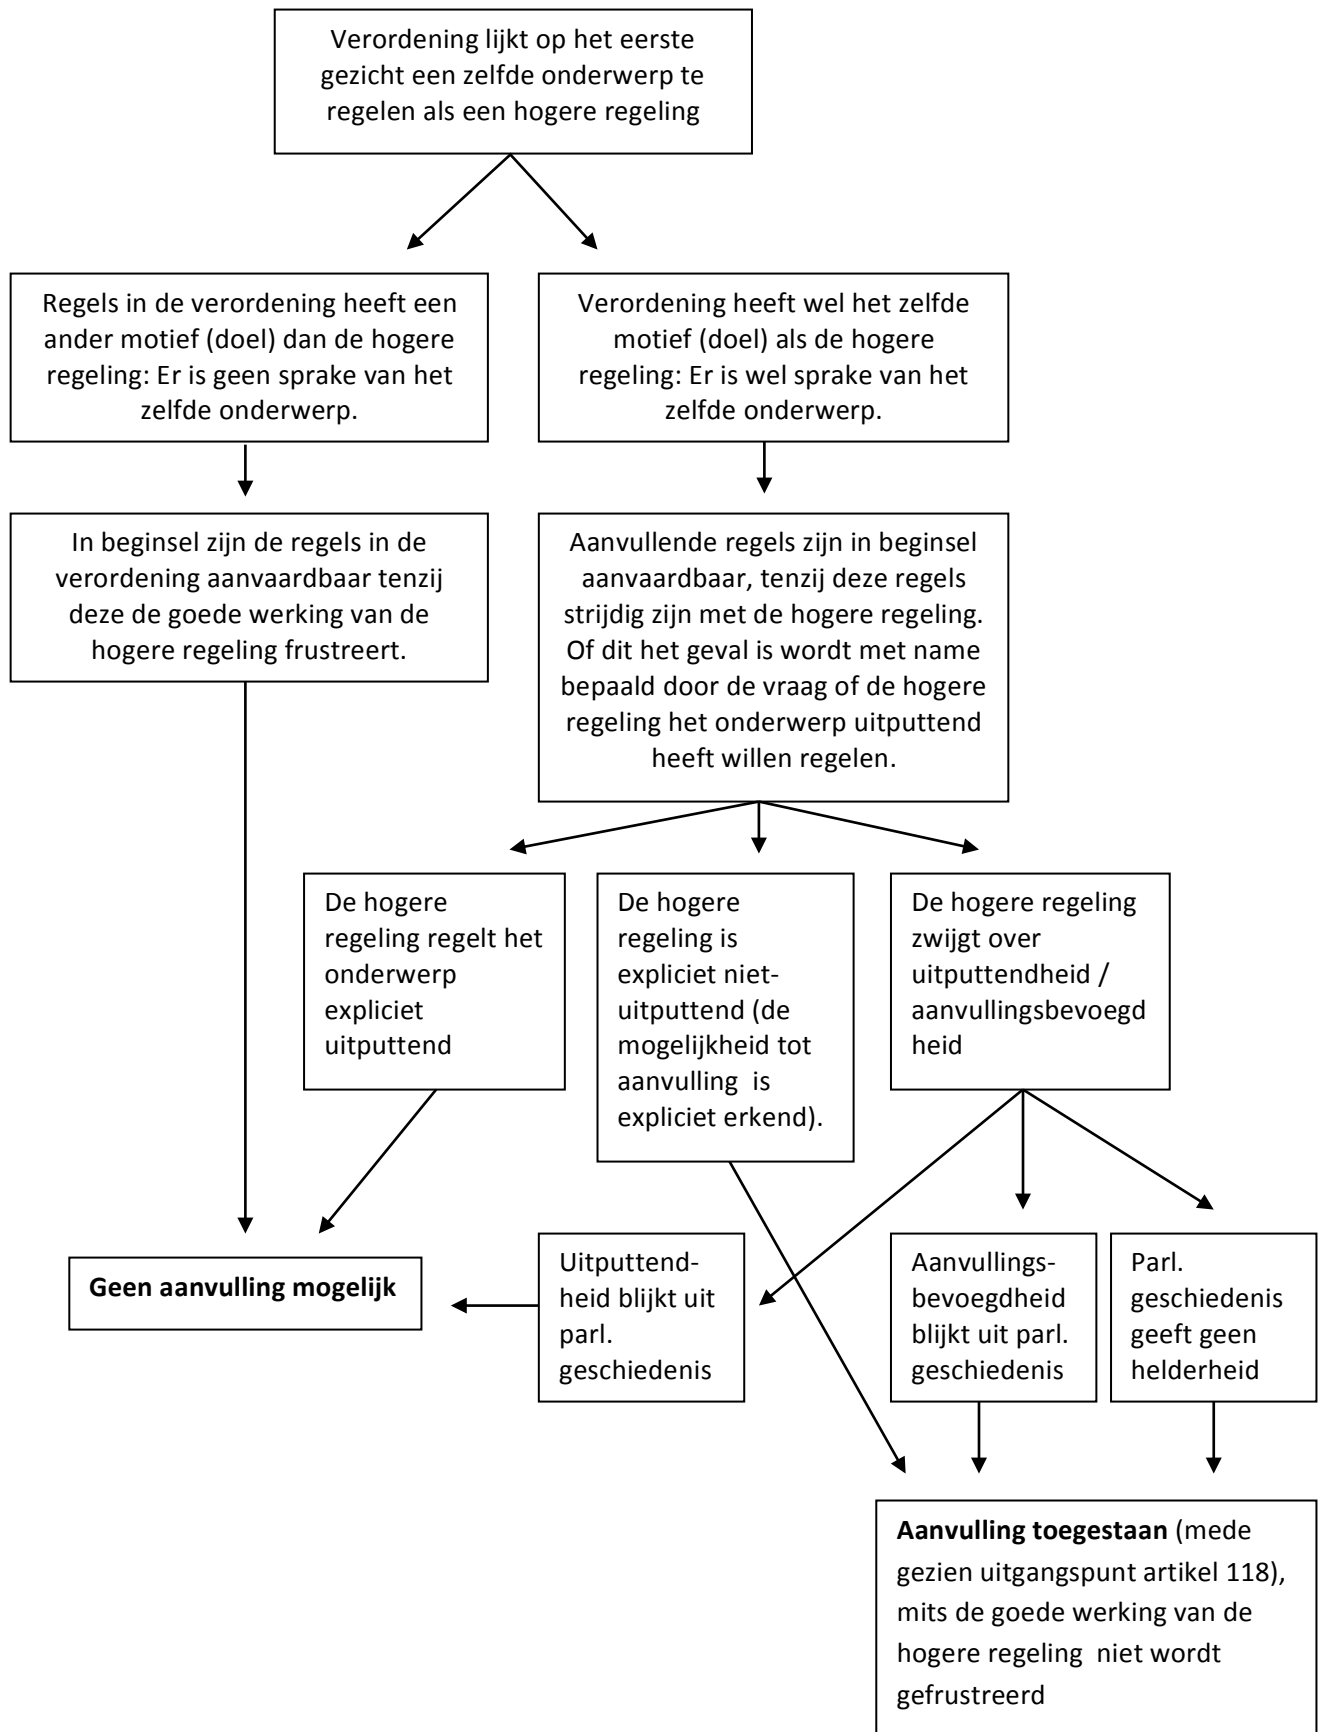 Verordening lijkt op het eerste
gezicht een zelfde onderwerp te
regelen als een hogere regeling
Regels in de verordening heeft een
ander motief (doel) dan de hogere
regeling: Er is geen sprake van het
zelfde onderwerp.
Verordening heeft wel het zelfde
motief (doel) als de hogere
regeling: Er is wel sprake van het
zelfde onderwerp.
In beginsel zijn de regels in de
verordening aanvaardbaar tenzij
deze de goede werking van de
hogere regeling frustreert.
Aanvullende regels zijn in beginsel
aanvaardbaar, tenzij deze regels
strijdig zijn met de hogere regeling.
Of dit het geval is wordt met name
bepaald door de vraag of de hogere
regeling het onderwerp uitputtend
heeft willen regelen.
De hogere
regeling regelt het
onderwerp
expliciet
uitputtend
De hogere
regeling is
expliciet niet-
uitputtend (de
mogelijkheid tot
aanvulling is
expliciet erkend).
De hogere regeling
zwijgt over
uitputtendheid /
aanvullingsbevoegd
heid
Geen aanvulling mogelijk
Uitputtend-
heid blijkt uit
parl.
geschiedenis
Aanvullings-
bevoegdheid
blijkt uit parl.
geschiedenis
Parl.
geschiedenis
geeft geen
helderheid
Aanvulling toegestaan (mede
gezien uitgangspunt artikel 118),
mits de goede werking van de
hogere regeling niet wordt
gefrustreerd